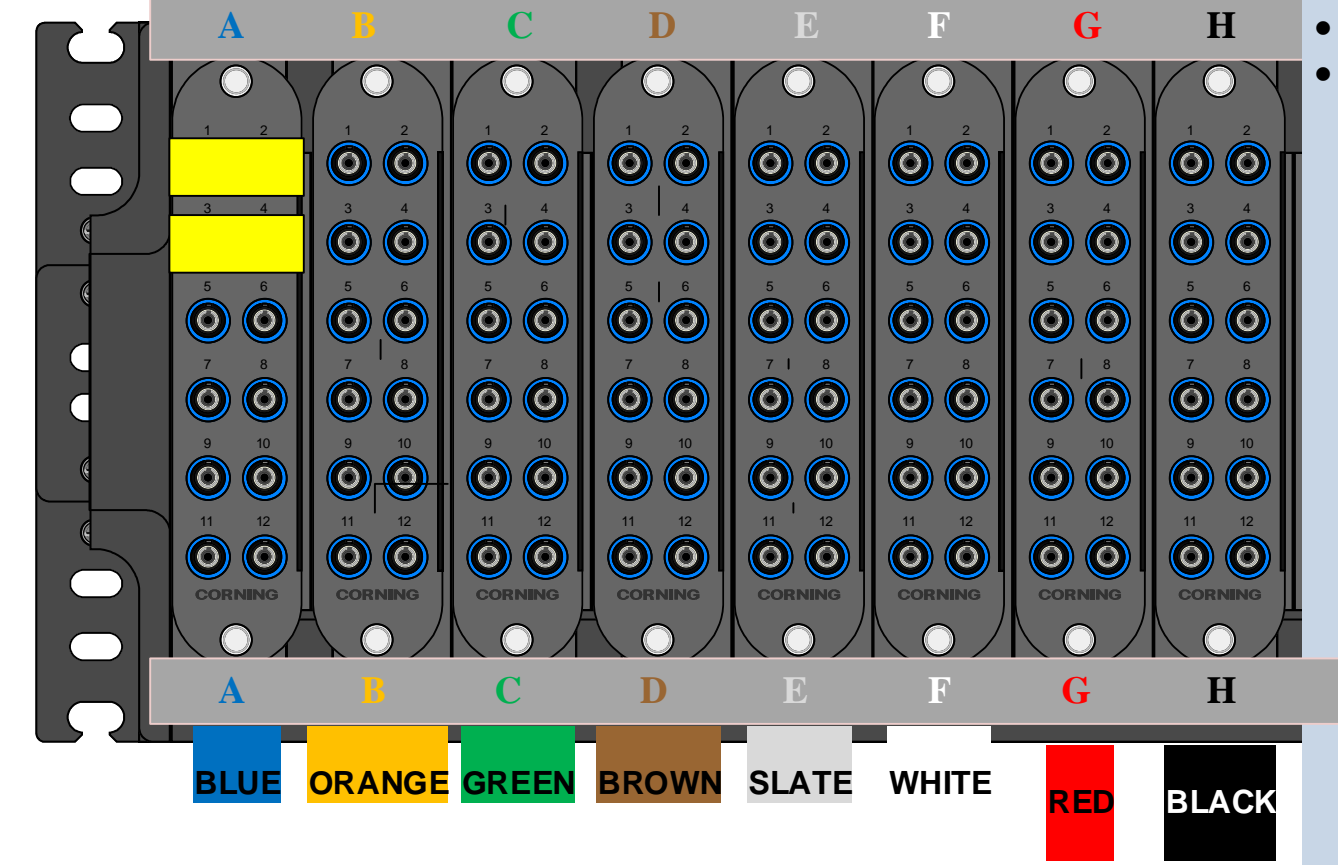 A B C D E F G H
1 2 1 2 1 2 1 2 1 2 1 2 1 2 1 2
3 4 3 4 3 4 3 4 3 4 3 4 3 4 3 4
5 6 5 6 5 6 5 6 5 6 5 6 5 6 5 6
7 8 7 8 7 8 7 8 7 8 7 8 7 8 7 8
9 10 9 10 9 10 9 10 9 10 9 10 9 10 9 10
11 12 11 12 11 12 11 12 11 12 11 12 11 12 11 12
CORNING CORNING CORNING CORNING CORNING CORNING CORNING CORNING
A B C D E F G H
BLUE ORANGE GREEN BROWN SLATE WHITE RED BLACK